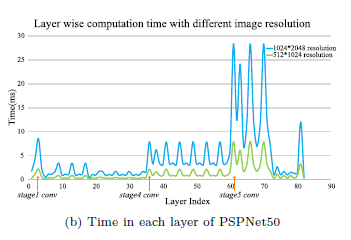 Layer wise computation time with different image resolution
30
25
20
15
10
5
0
Time(ms)
1024*2048 resolution
512*1024 resolution
0 10 20 30 40 50 60 70 80 90
stage1 conv stage4 conv stage5 conv
Layer Index
(b) Time in each layer of PSPNet50